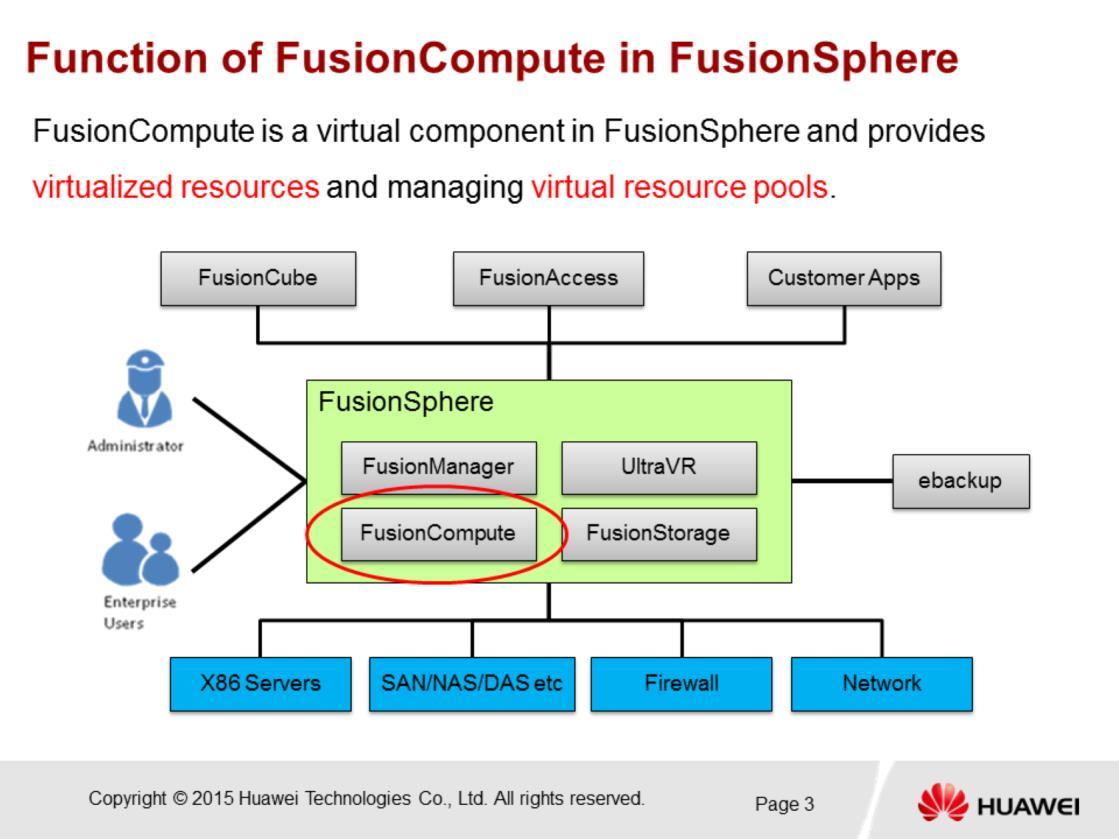 Function of FusionCompute in FusionSphere
FusionCompute is a virtual component in FusionSphere and provides
virtualized resources and managing virtual resource pools.
FusionCube
FusionAccess
Customer Apps
Administrator
Enterprise
Users
FusionSphere
FusionManager
UltraVR
FusionCompute
FusionStorage
ebackup
X86 Servers
SAN/NAS/DAS etc
Firewall
Network
Copyright © 2015 Huawei Technologies Co., Ltd. All rights reserved.
Page 3
HUAWEI